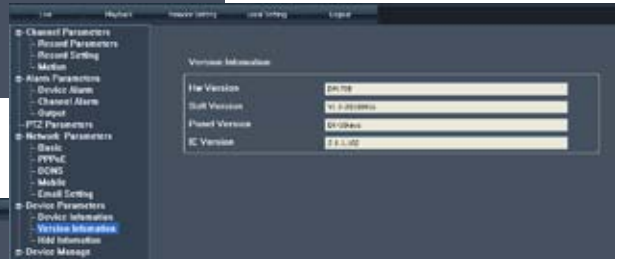 Live Playback Remote Setting Local Setting Logout
Channel Parameters
Record Parameters
Record Setting
Motion
Alarm Parameters
Device Alarm
Channel Alarm
Output
PTZ Parameters
Network Parameters
Basic
PPPoE
DDNS
Mobile
Email Setting
Device Parameters
Device Information
Version Information
Hdd Information
Device Manage
Version Information
Hw Version
Soft Version
Panel Version
IE Version